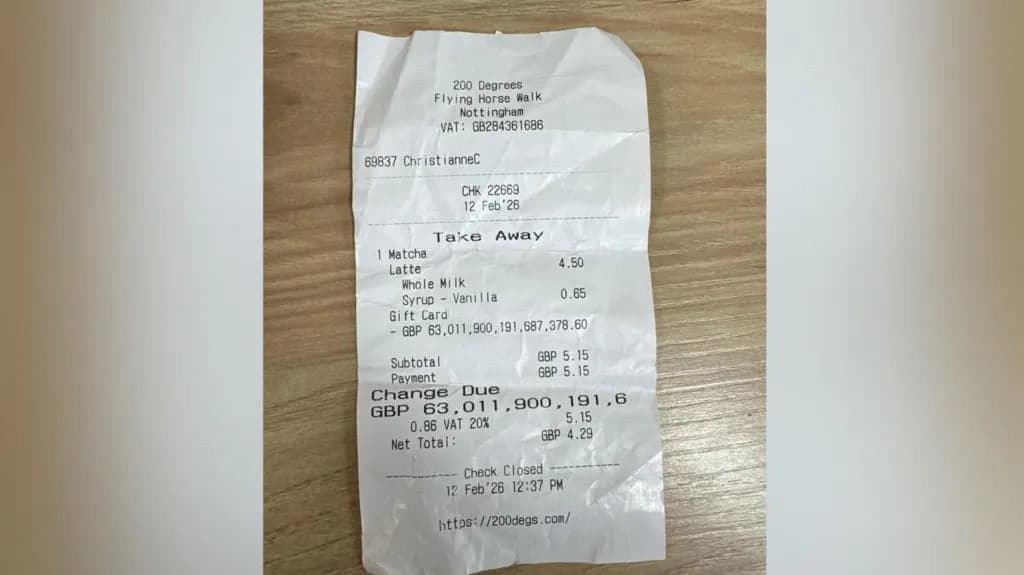 200 Degrees
Flying Horse Walk
Nottingham
VAT: GB284361686
69837 ChristianneC
CHK 22669
12 Feb'26
Take Away
1 Matcha
Latte 4.50
Whole Milk
Syrup - Vanilla 0.65
Gift Card
- GBP 63,011,900,191,687,378.60
Subtotal GBP 5.15
Payment GBP 5.15
Change Due
GBP 63,011,900,191,6
5.15
0.86 VAT 20%
Net Total: GBP 4.29
----------- Check Closed -----------
12 Feb'26 12:37 PM
https://200degs.com/